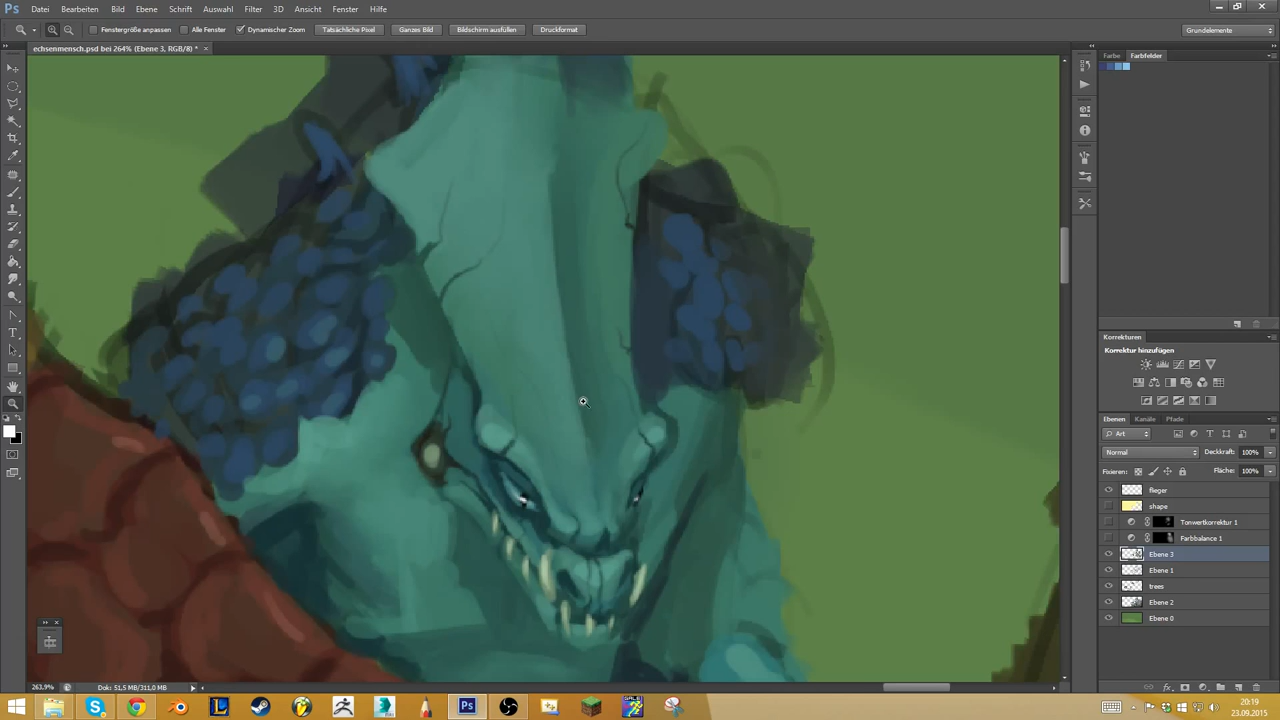 Ps Datei Bearbeiten Bild Ebene Schrift Auswahl Filter 3D Ansicht Fenster Hilfe
Fenstergröße anpassen Alle Fenster Dynamischer Zoom Tatsächliche Pixel Ganzes Bild Bildschirm ausfüllen Druckformat Grundelemente
echsenmensch.psd bei 264% (Ebene 3, RGB/8) * ×
Farbe Farbfelder
Korrekturen
Korrektur hinzufügen
Ebenen Kanäle Pfade
Art
Normal Deckkraft: 100%
Fixieren: Fläche: 100%
flieger
shape
Tonwertkorrektur 1
Farbbalance 1
Ebene 3
Ebene 1
trees
Ebene 2
Ebene 0
263,9% Dok: 51,5 MB/311,0 MB
20:19
23.09.2015